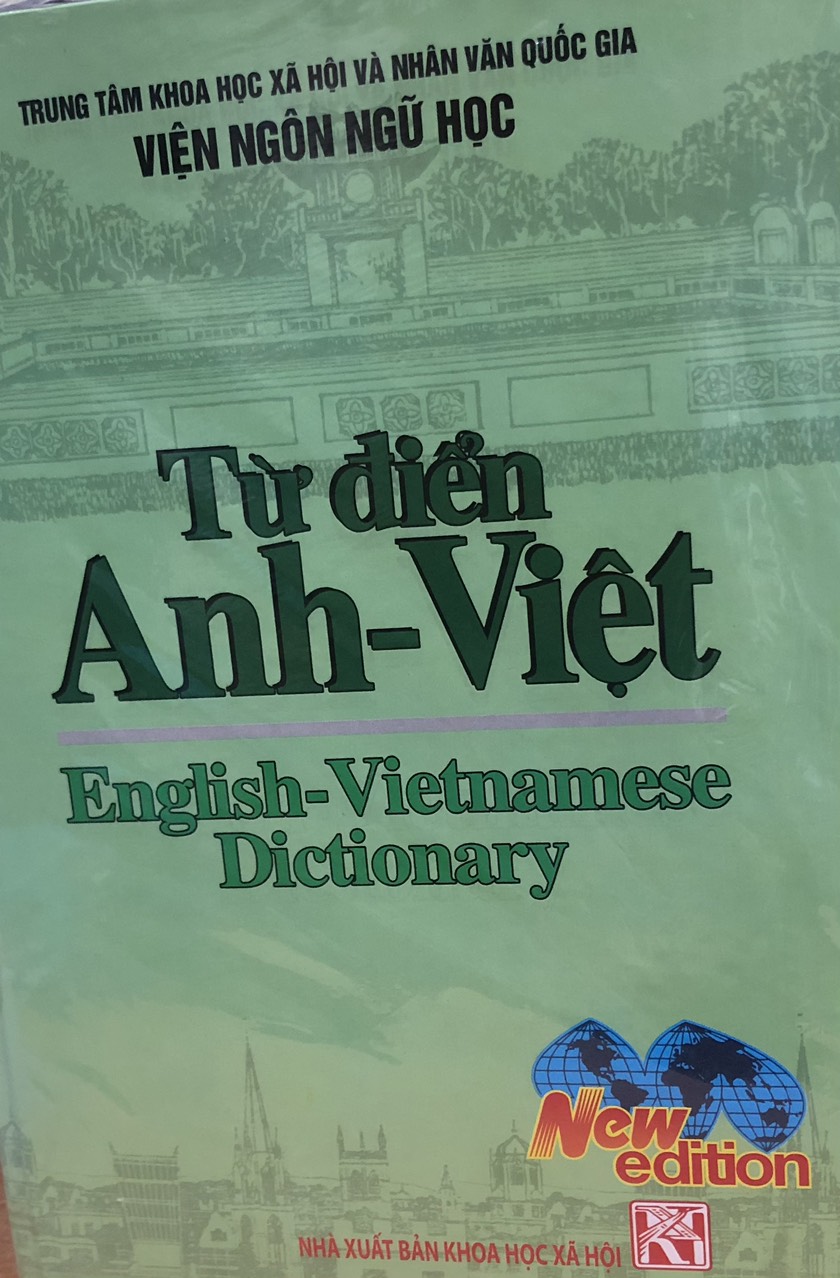 TRUNG TÂM KHOA HỌC XÃ HỘI VÀ NHÂN VĂN QUỐC GIA
VIỆN NGÔN NGỮ HỌC
Từ điển
Anh-Việt
English-Vietnamese
Dictionary
New
edition
NHÀ XUẤT BẢN KHOA HỌC XÃ HỘI